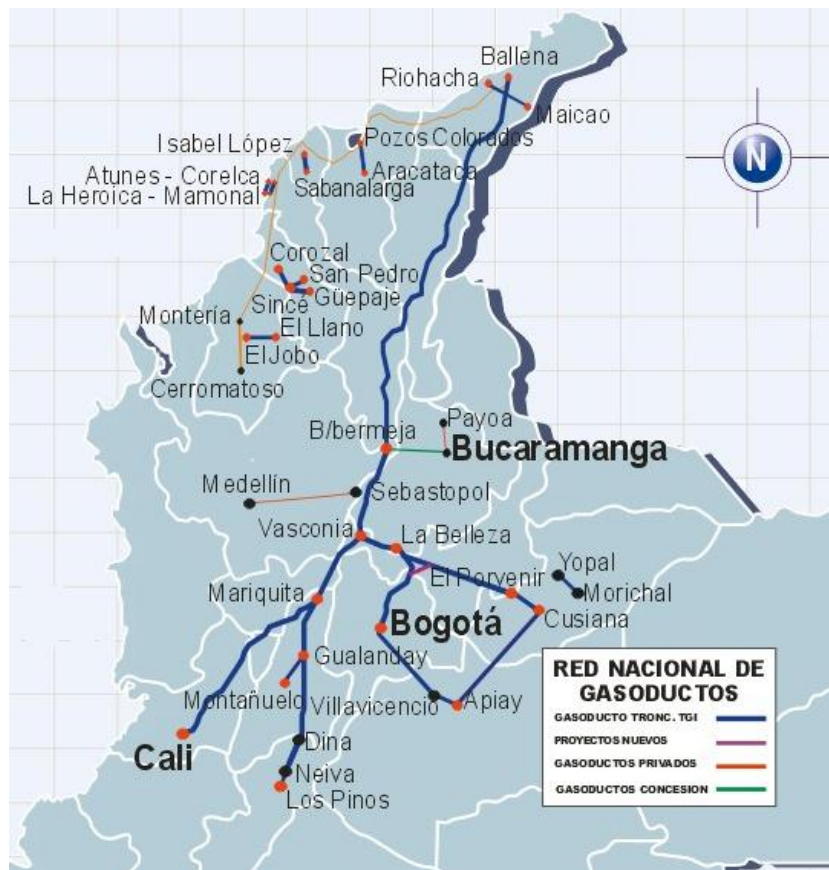 Ballena
Riohacha
Maicao
Isabel López
Pozos Colorados
Atunes - Corelca
Aracataca
La Heroica - Mamonal
Sabanalarga
N
Corozal
San Pedro
Sincé
Güepaje
Montería
El Llano
El Jobo
Cerromatoso
Payoa
B/bermeja
Bucaramanga
Medellín
Sebastopol
Vasconia
La Belleza
El Porvenir
Yopal
Morichal
Mariquita
Bogotá
Cusiana
Gualanday
Montañuelo
Villavicencio
Apiay
Dina
Cali
Neiva
Los Pinos
RED NACIONAL DE
GASODUCTOS
GASODUCTO TRONC. TGI
PROYECTOS NUEVOS
GASODUCTOS PRIVADOS
GASODUCTOS CONCESION